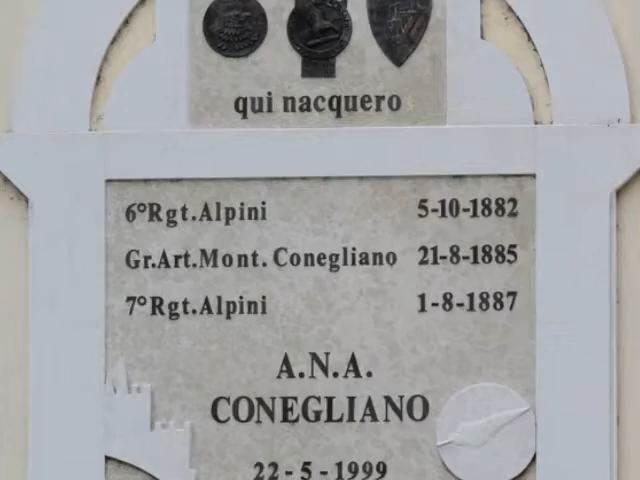 qui nacquero
6°Rgt.Alpini 5-10-1882
Gr.Art.Mont. Conegliano 21-8-1885
7°Rgt.Alpini 1-8-1887
A.N.A.
CONEGLIANO
22-5-1999